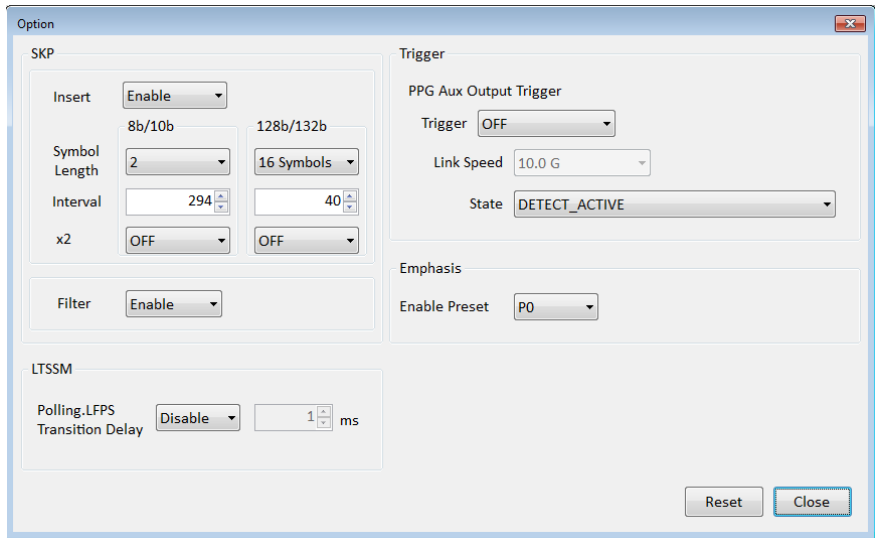 Option
SKP
Insert
Enable
8b/10b
128b/132b
Symbol
Length
2
16 Symbols
Interval
294
40
x2
OFF
OFF
Filter
Enable
LTSSM
Polling.LFPS
Transition Delay
Disable
1
ms
Trigger
PPG Aux Output Trigger
Trigger
OFF
Link Speed
10.0 G
State
DETECT_ACTIVE
Emphasis
Enable Preset
P0
Reset
Close